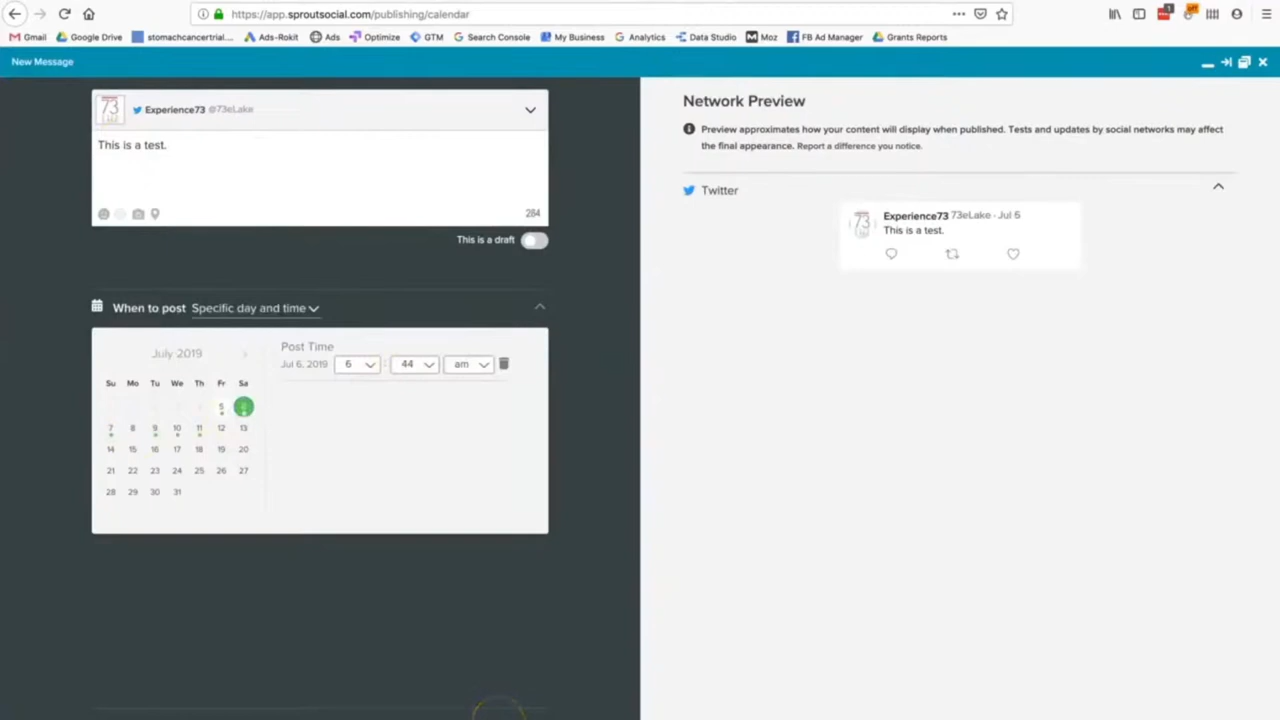 https://app.sproutsocial.com/publishing/calendar
1
off
Gmail Google Drive stomachcancertrial.... Ads-Rokit Ads Optimize GTM Search Console My Business Analytics Data Studio Moz FB Ad Manager Grants Reports
New Message
73 Experience73 @73eLake
This is a test.
284
This is a draft
When to post Specific day and time
July 2019
Su Mo Tu We Th Fr Sa
5 6
7 8 9 10 11 12 13
14 15 16 17 18 19 20
21 22 23 24 25 26 27
28 29 30 31
Post Time
Jul 6, 2019 6 : 44 am
Network Preview
Preview approximates how your content will display when published. Tests and updates by social networks may affect
the final appearance. Report a difference you notice.
Twitter
73 Experience73 73eLake - Jul 5
This is a test.